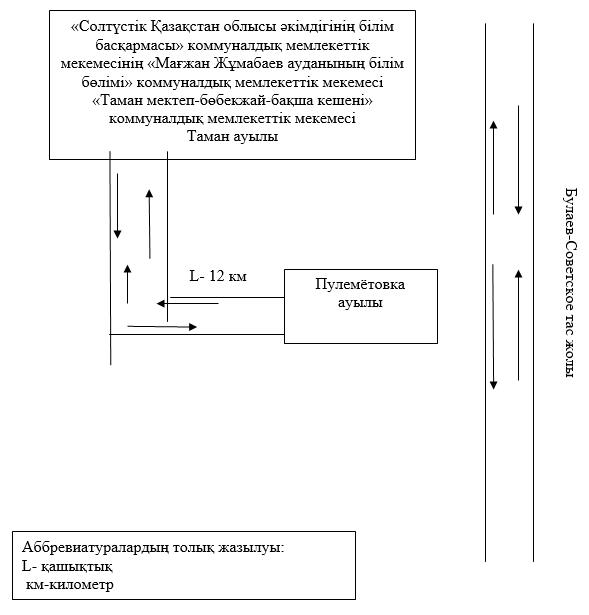 «Солтүстік Қазақстан облысы әкімдігінің білім
басқармасы» коммуналдық мемлекеттік
мекемесінің «Мағжан Жұмабаев ауданының білім
бөлімі» коммуналдық мемлекеттік мекемесі
«Таман мектеп-бөбекжай-бақша кешені»
коммуналдық мемлекеттік мекемесі
Таман ауылы
L- 12 км
Пулемётовка
ауылы
Булаев-Советское тас жолы
Аббревиатуралардың толық жазылуы:
L- қашықтық
км-километр